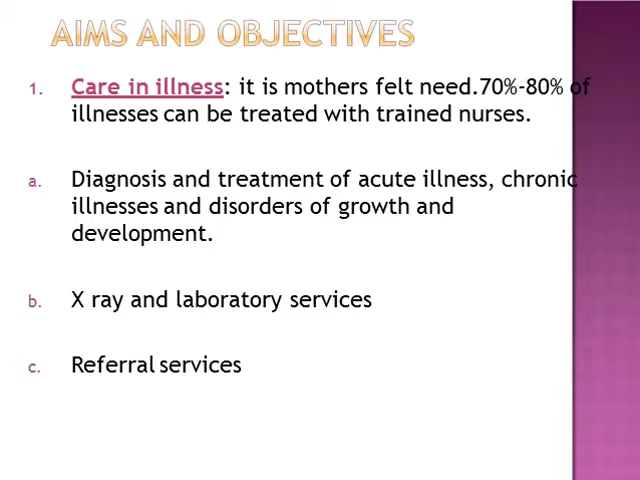 AIMS AND OBJECTIVES
1. Care in illness: it is mothers felt need.70%-80% of
illnesses can be treated with trained nurses.
a. Diagnosis and treatment of acute illness, chronic
illnesses and disorders of growth and
development.
b. X ray and laboratory services
c. Referral services